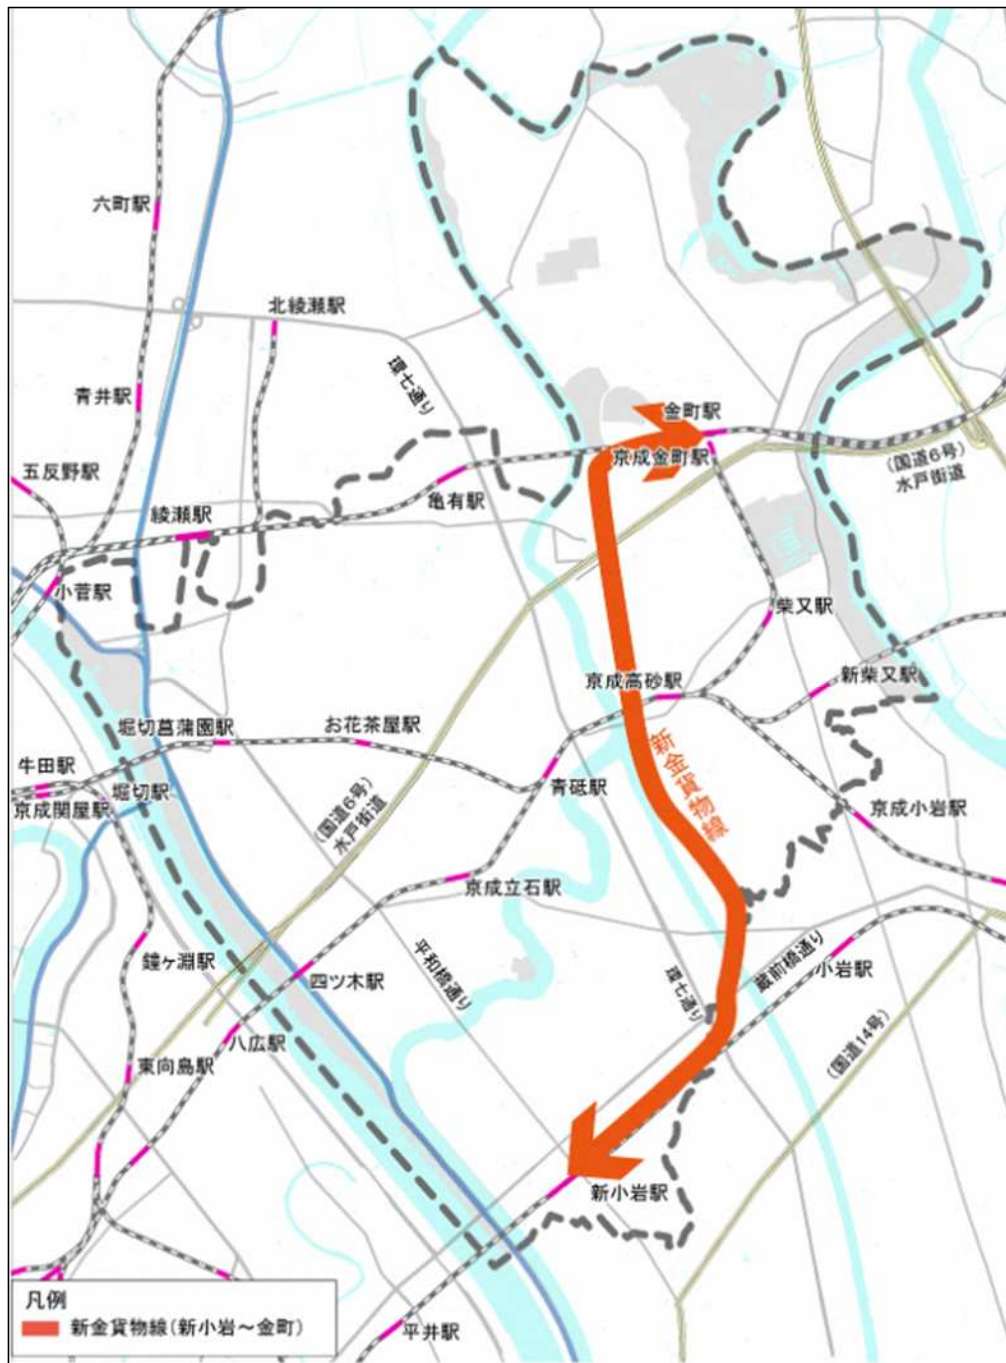 六町駅
北綾瀬駅
環七通り
青井駅
金町駅
京成金町駅
(国道6号)
水戸街道
五反野駅
亀有駅
綾瀬駅
小菅駅
柴又駅
新柴又駅
京成高砂駅
堀切菖蒲園駅
お花茶屋駅
新金貨物線
牛田駅
堀切駅
青砥駅
京成関屋駅
京成小岩駅
(国道6号)
水戸街道
京成立石駅
鐘ヶ淵駅
四ツ木駅
平和橋通り
環七通り
蔵前橋通り
小岩駅
八広駅
東向島駅
(国道14号)
新小岩駅
凡例
新金貨物線(新小岩~金町)
平井駅